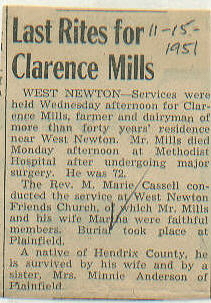 Last Rites for 11-15-
Clarence Mills 1951
WEST NEWTON—Services were
held Wednesday afternoon for Clar-
ence Mills, farmer and dairyman of
more than forty years' residence
near West Newton. Mr. Mills died
Monday afternoon at Methodist
Hospital after undergoing major
surgery. He was 72.
The Rev. M. Marie Cassell con-
ducted the service at West Newton
Friends Church, of which Mr. Mills
and his wife Martha were faithful
members. Burial took place at
Plainfield.
A native of Hendrix County, he
is survived by his wife and by a
sister, Mrs. Minnie Anderson of
Plainfield.